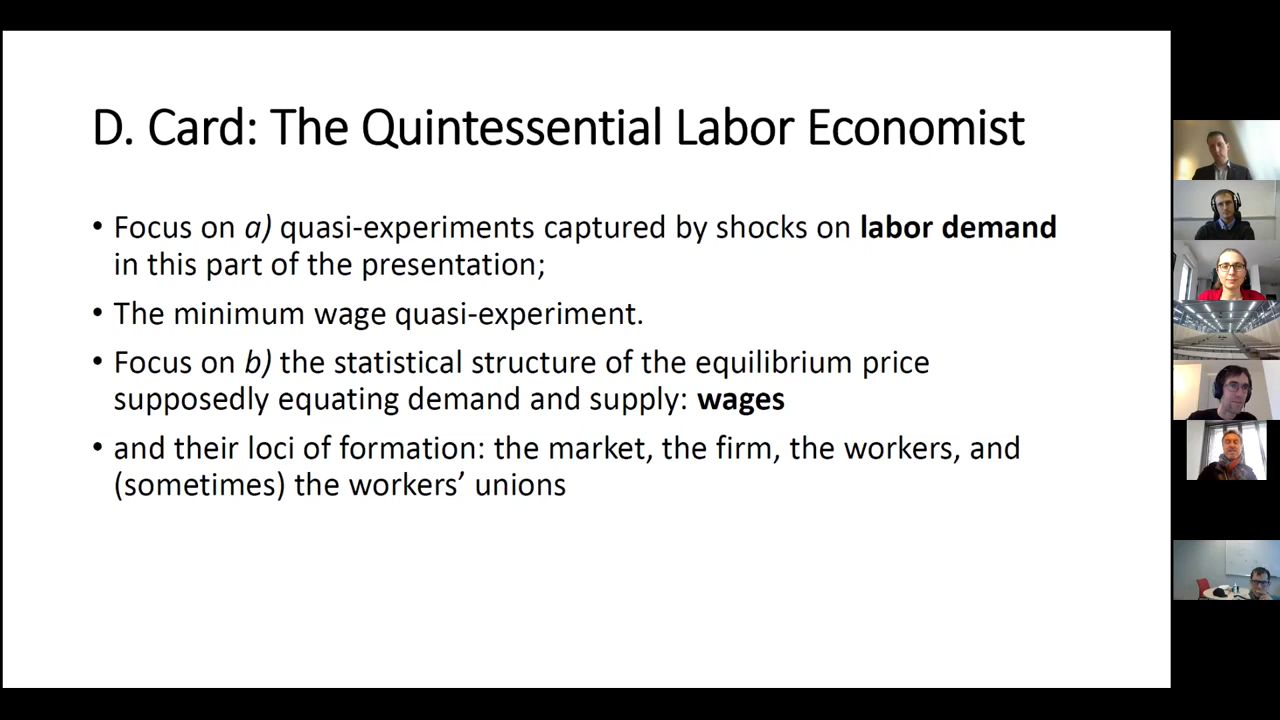 D. Card: The Quintessential Labor Economist
• Focus on a) quasi-experiments captured by shocks on labor demand
in this part of the presentation;
• The minimum wage quasi-experiment.
• Focus on b) the statistical structure of the equilibrium price
supposedly equating demand and supply: wages
• and their loci of formation: the market, the firm, the workers, and
(sometimes) the workers’ unions